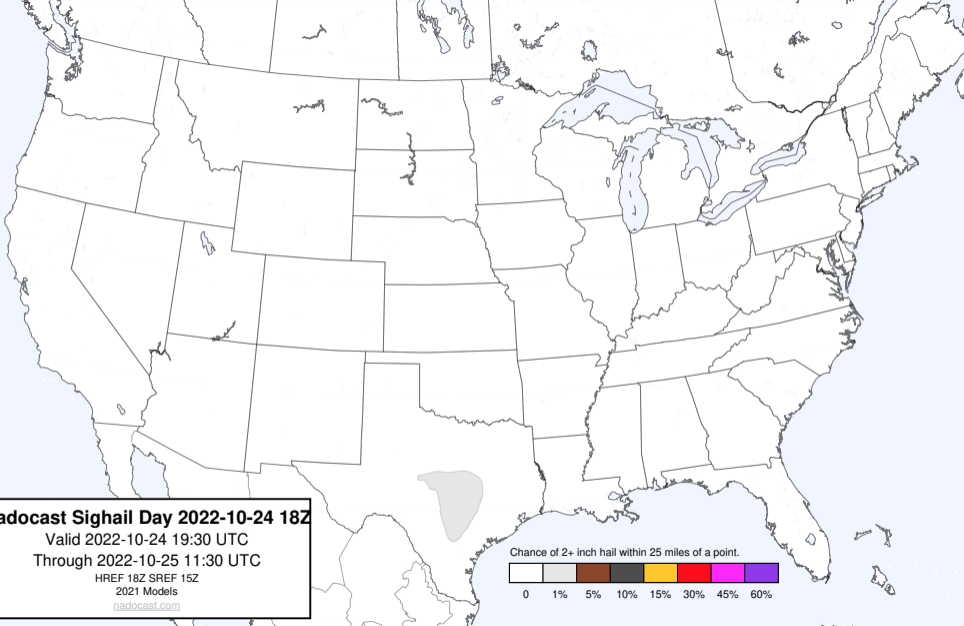 adocast Sighail Day 2022-10-24 18Z
Valid 2022-10-24 19:30 UTC
Through 2022-10-25 11:30 UTC
HREF 18Z SREF 15Z
2021 Models
nadocast.com
Chance of 2+ inch hail within 25 miles of a point.
0 1% 5% 10% 15% 30% 45% 60%